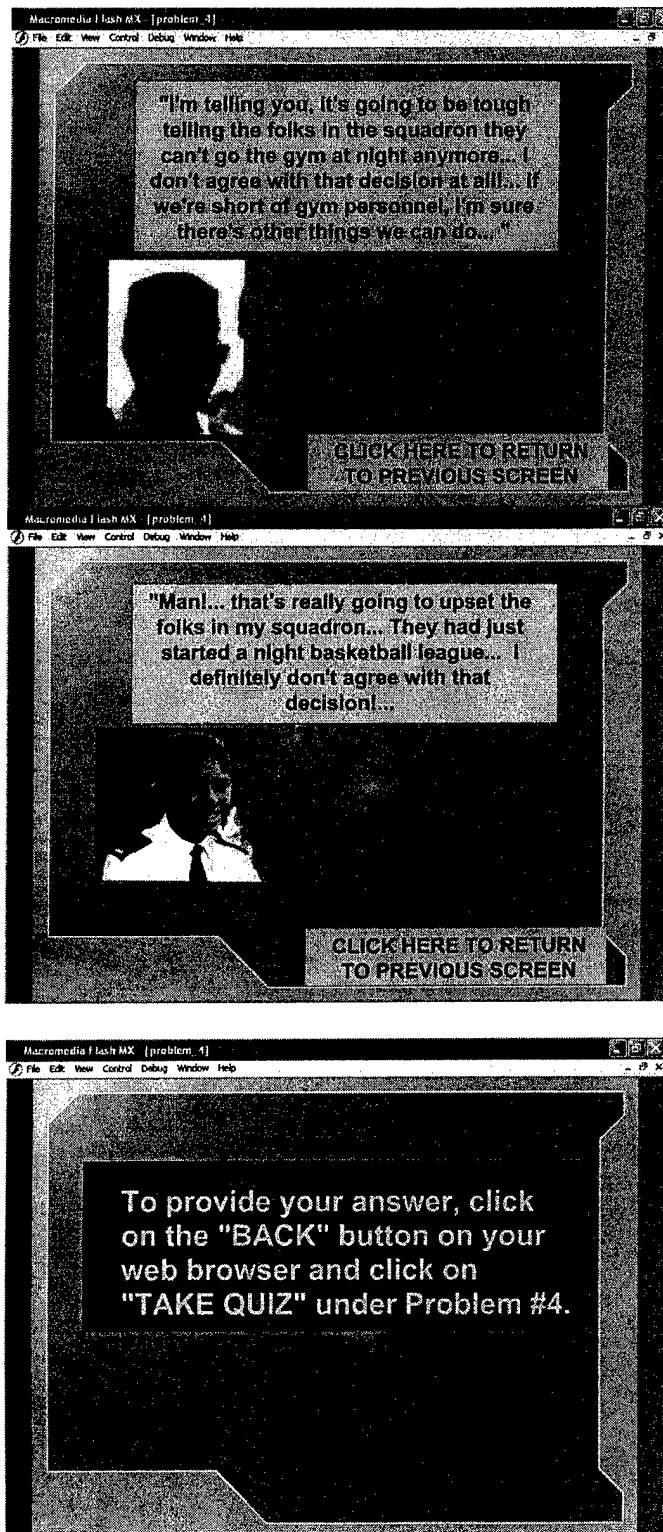 Macromedia Flash MX - [problem_4]
File Edit View Control Debug Window Help
"I'm telling you, it's going to be tough
telling the folks in the squadron they
can't go the gym at night anymore... I
don't agree with that decision at all!... If
we're short of gym personnel, I'm sure
there's other things we can do... "
CLICK HERE TO RETURN
TO PREVIOUS SCREEN
Macromedia Flash MX - [problem_4]
File Edit View Control Debug Window Help
"Man!... that's really going to upset the
folks in my squadron... They had just
started a night basketball league... I
definitely don't agree with that
decision!...
CLICK HERE TO RETURN
TO PREVIOUS SCREEN
Macromedia Flash MX - [problem_4]
File Edit View Control Debug Window Help
To provide your answer, click
on the "BACK" button on your
web browser and click on
"TAKE QUIZ" under Problem #4.